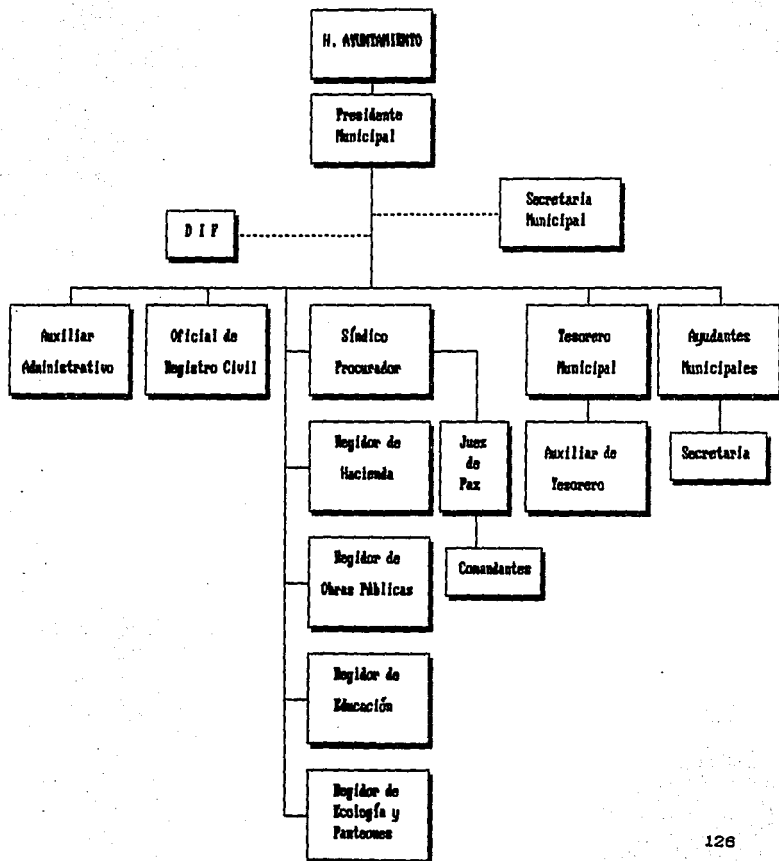 H. AYUNTAMIENTO
Presidente
Municipal
Secretaria
Municipal
D I F
Auxiliar
Administrativo
Oficial de
Registro Civil
Síndico
Procurador
Tesorero
Municipal
Ayudantes
Municipales
Regidor de
Hacienda
Juez
de
Paz
Auxiliar de
Tesorero
Secretaria
Regidor de
Obras Públicas
Comandantes
Regidor de
Educación
Regidor de
Ecología y
Panteones
126